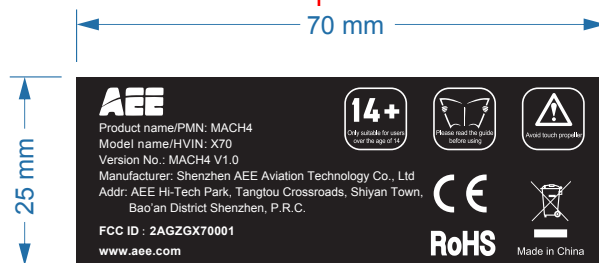 70 mm
25 mm
AEE
Product name/PMN: MACH4
Model name/HVIN: X70
Version No.: MACH4 V1.0
Manufacturer: Shenzhen AEE Aviation Technology Co., Ltd
Addr: AEE Hi-Tech Park, Tangtou Crossroads, Shiyan Town,
Bao'an District Shenzhen, P.R.C.
FCC ID : 2AGZGX70001
www.aee.com
14+
Only suitable for users
over the age of 14
Please read the guide
before using
Avoid touch propeller
CE
RoHS
Made in China